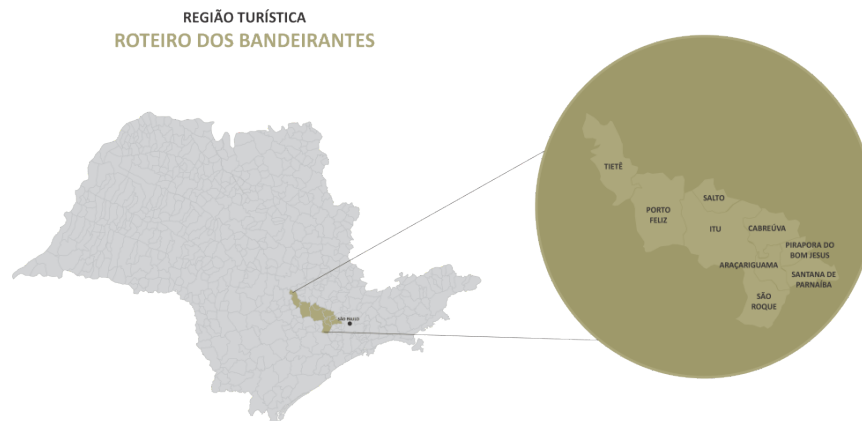 REGIÃO TURÍSTICA
ROTEIRO DOS BANDEIRANTES
TIETÊ
PORTO
FELIZ
SALTO
ITU
CABREÚVA
PIRAPORA DO
BOM JESUS
ARAÇARIGUAMA
SANTANA DE
PARNAÍBA
SÃO
ROQUE
SÃO PAULO